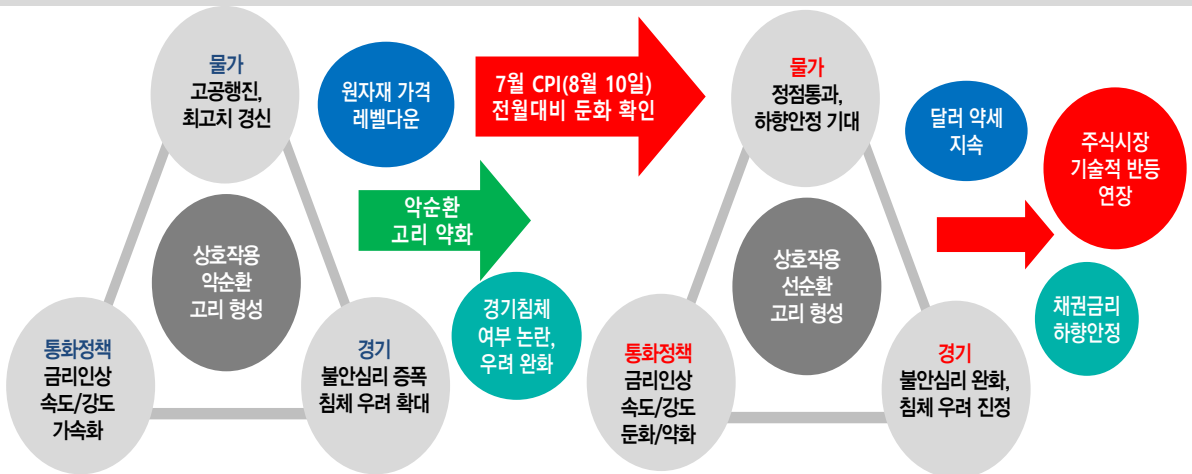 물가
고공행진,
최고치 경신
원자재 가격
레벨다운
7월 CPI(8월 10일)
전월대비 둔화 확인
악순환
고리 약화
상호작용
악순환
고리 형성
경기침체
여부 논란,
우려 완화
통화정책
금리인상
속도/강도
가속화
경기
불안심리 증폭
침체 우려 확대
물가
정점통과,
하향안정 기대
달러 약세
지속
주식시장
기술적 반등
연장
상호작용
선순환
고리 형성
채권금리
하향안정
통화정책
금리인상
속도/강도
둔화/약화
경기
불안심리 완화,
침체 우려 진정